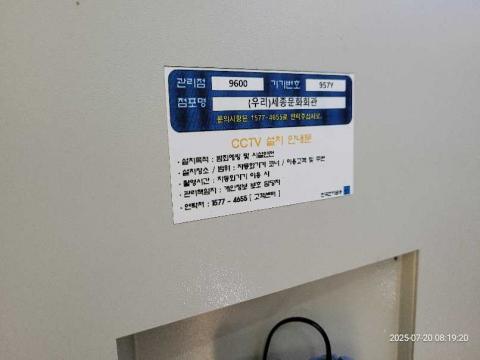 관리점 9600 기기번호 957Y
점포명 (우리)세종문화회관
문의사항은 1577-4655로 연락주십시오.
CCTV 설치 안내문
· 설치목적 : 범죄예방 및 시설안전
· 설치장소 / 범위 : 자동화기기 코너 / 이용고객 및 주변
· 촬영시간 : 자동화기기 이용 시
· 관리책임자 : 개인정보 보호 담당자
· 연락처 : 1577 - 4655 [ 고객센터 ]
2025-07-20 08:19:20